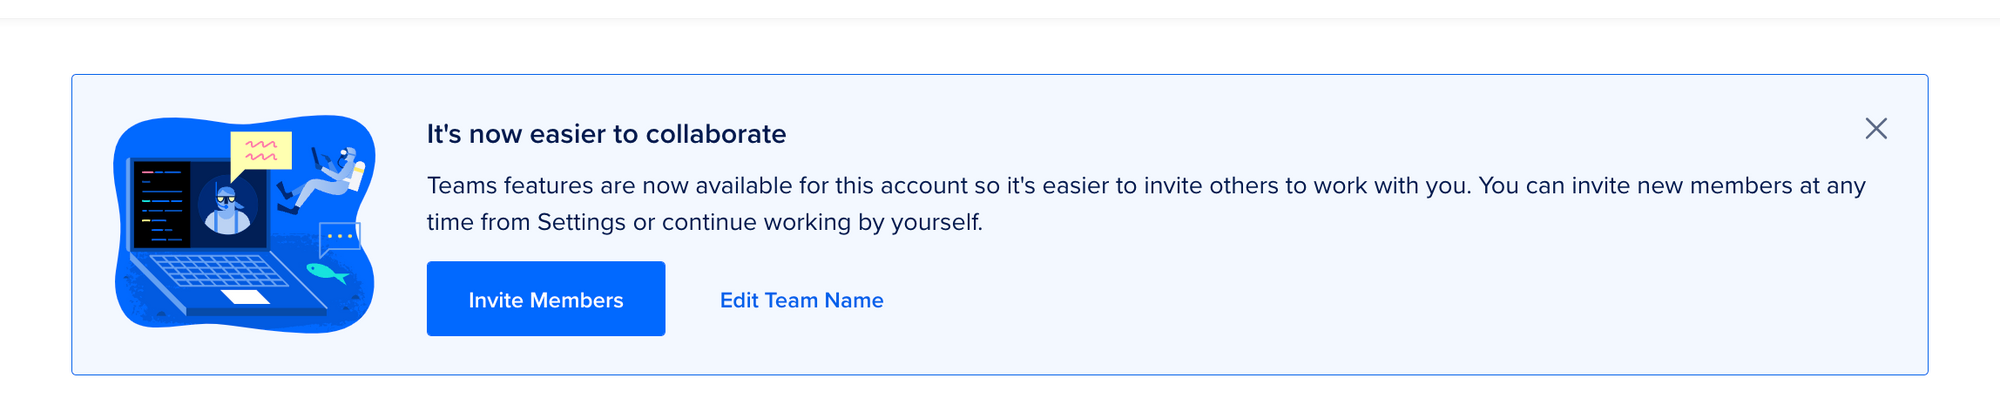 It's now easier to collaborate
Teams features are now available for this account so it's easier to invite others to work with you. You can invite new members at any
time from Settings or continue working by yourself.
Invite Members
Edit Team Name